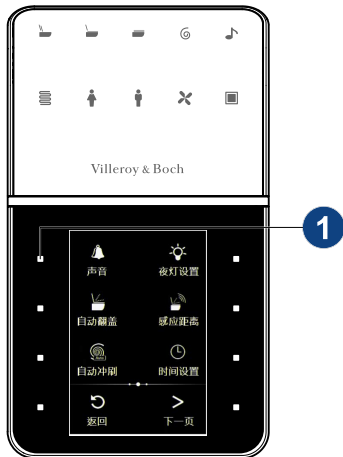 Villeroy & Boch
1
声音 夜灯设置
自动翻盖 感应距离
自动冲刷 时间设置
返回 下一页